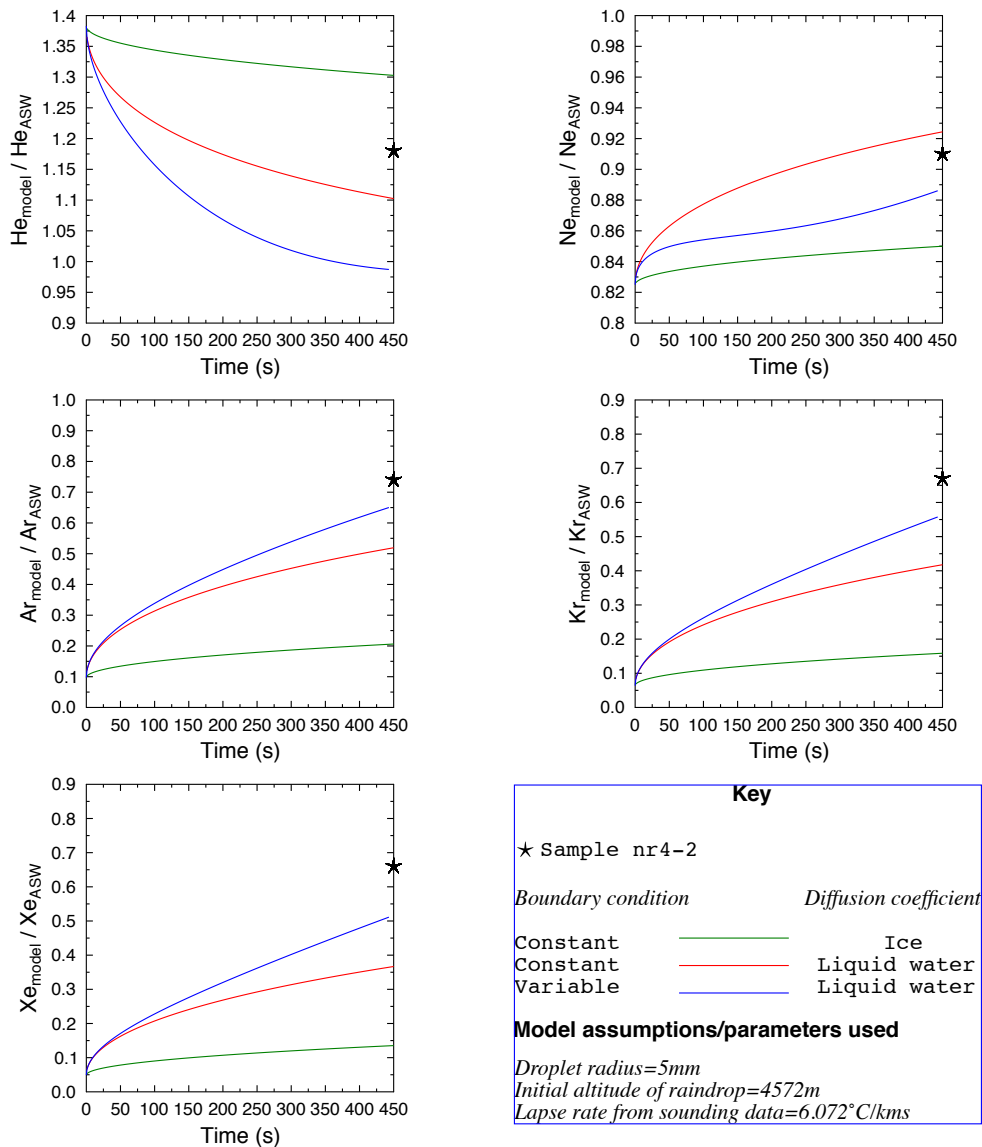 He_model / He_ASW
1.4
1.35
1.3
1.2
1.1
1.0
0.95
0.9
0 50 100 150 200 250 300 350 400 450
Time (s)
Ne_model / Ne_ASW
1.0
0.98
0.96
0.94
0.92
0.9
0.88
0.86
0.84
0.82
0.8
0 50 100 150 200 250 300 350 400 450
Time (s)
Ar_model / Ar_ASW
1.0
0.9
0.8
0.7
0.6
0.5
0.4
0.3
0.2
0.1
0.0
0 50 100 150 200 250 300 350 400 450
Time (s)
Kr_model / Kr_ASW
0.9
0.8
0.7
0.6
0.5
0.4
0.3
0.2
0.1
0.0
0 50 100 150 200 250 300 350 400 450
Time (s)
Xe_model / Xe_ASW
0.9
0.8
0.7
0.6
0.5
0.4
0.3
0.2
0.1
0.0
0 50 100 150 200 250 300 350 400 450
Time (s)
Key
Sample nr4-2
Boundary condition Diffusion coefficient
Constant Ice
Constant Liquid water
Variable Liquid water
Model assumptions/parameters used
Droplet radius=5mm
Initial altitude of raindrop=4572m
Lapse rate from sounding data=6.072°C/kms